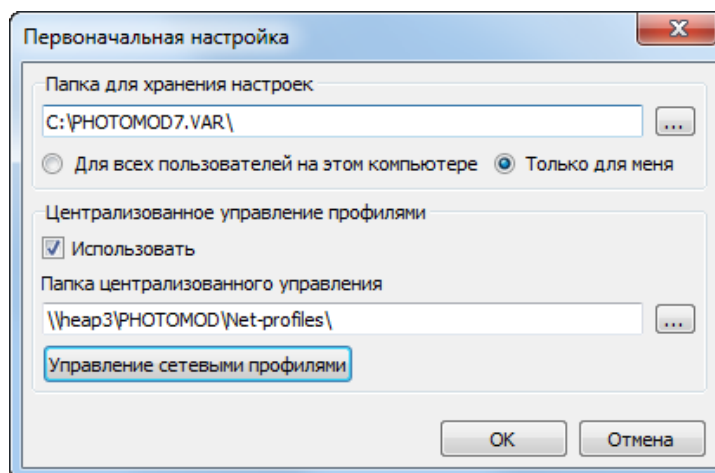 Первоначальная настройка
Папка для хранения настроек
C:\PHOTOMOD7.VAR\
...
Для всех пользователей на этом компьютере Только для меня
Централизованное управление профилями
Использовать
Папка централизованного управления
\\heap3\PHOTOMOD\Net-profiles\
...
Управление сетевыми профилями
OK Отмена